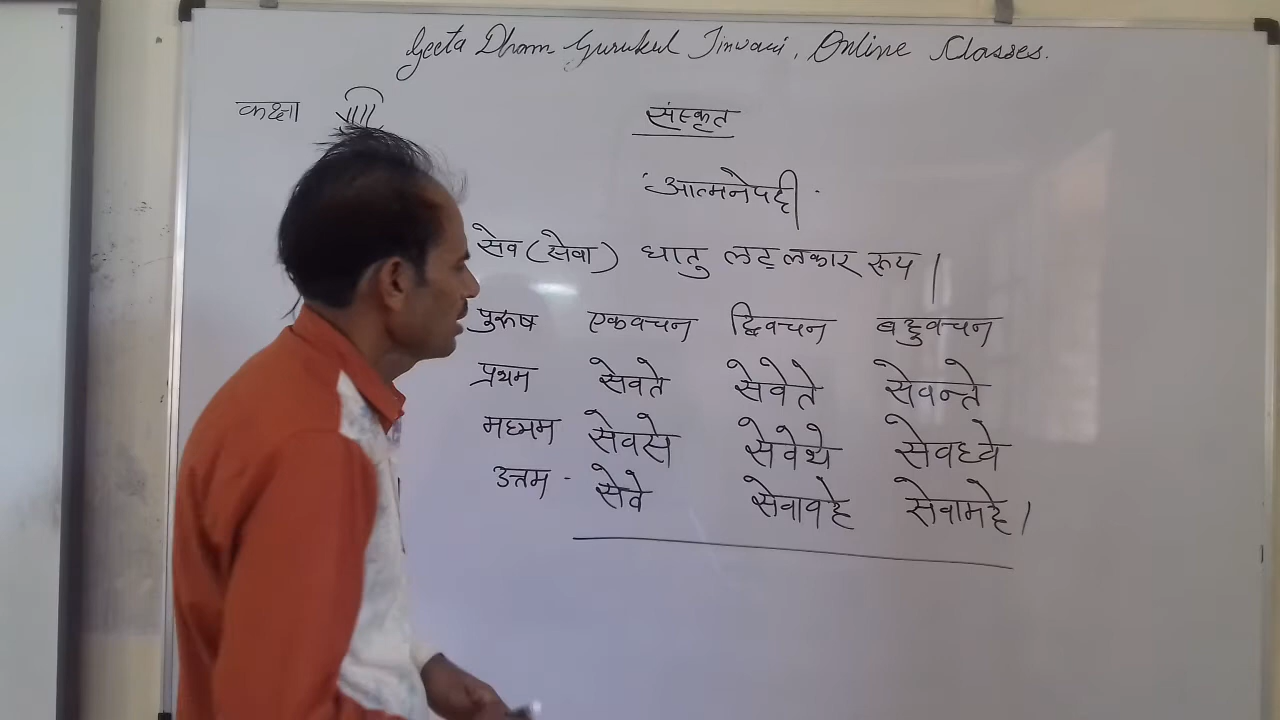 Geeta Dham Gurukul Jinwani, Online Classes.
कक्षा
संस्कृत
आत्मनेपदी
सेव (सेवा) धातु लट् लकार रूप ।
पुरूष एकवचन द्विवचन बहुवचन
प्रथम सेवते सेवेते सेवन्ते
मध्यम सेवसे सेवेथे सेवध्वे
उत्तम - सेवे सेवावहे सेवामहे ।